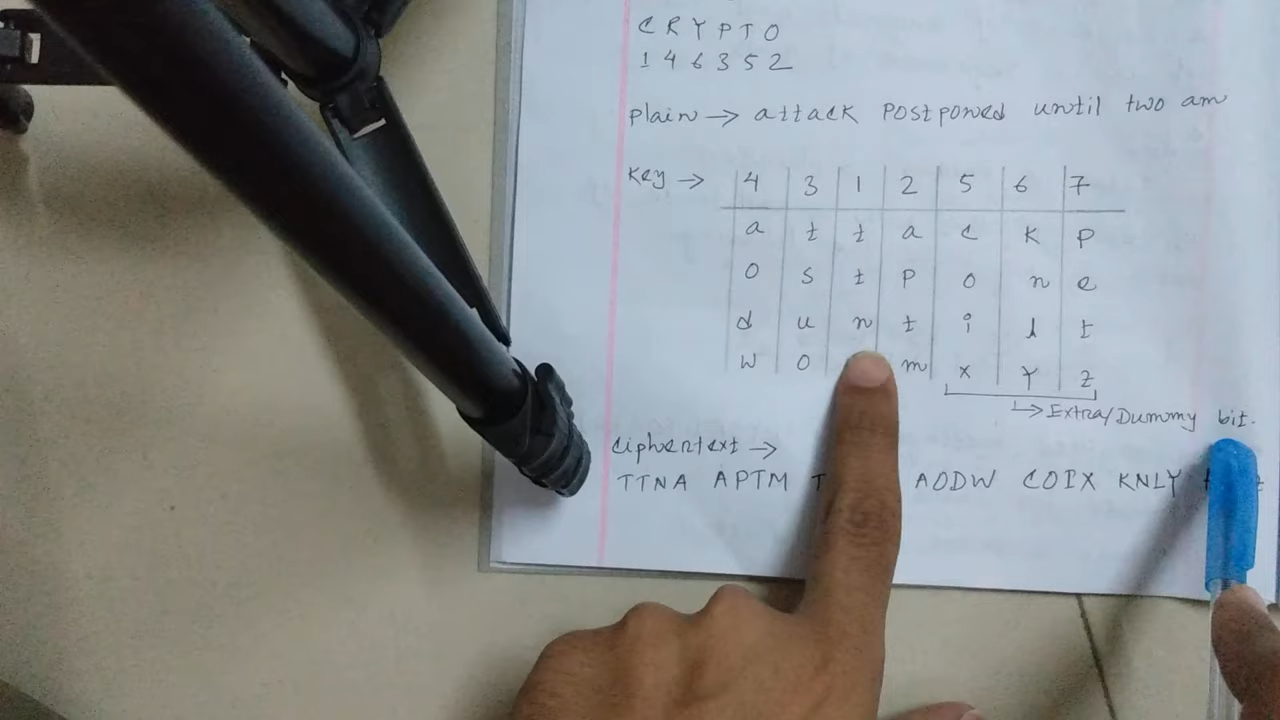 CRYPTO
146352
Plain → attack postponed until two am
Key → 4 3 1 2 5 6 7
a t t a c k p
o s t p o n e
d u n t i l t
w o m x y z
→ Extra/Dummy bit.
Ciphertext →
TTNA APTM T AODW COIX KNLY